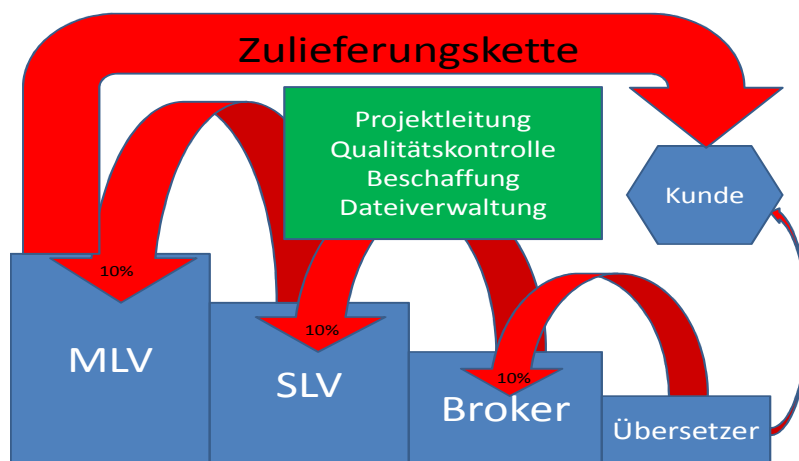 Zulieferungskette
Projektleitung
Qualitätskontrolle
Beschaffung
Dateiverwaltung
Kunde
10%
MLV
10%
SLV
10%
Broker
Übersetzer